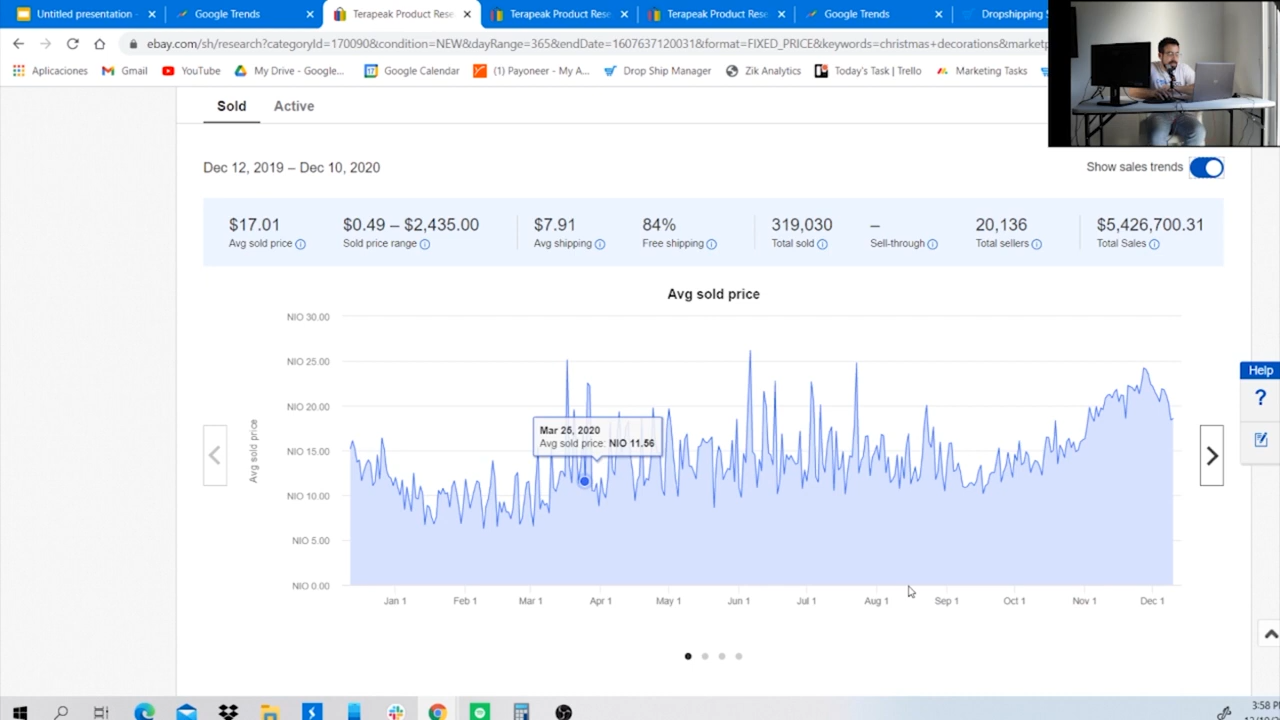 Untitled presentation -
Google Trends
Terapeak Product Rese
Terapeak Product Rese
Terapeak Product Rese
Google Trends
Dropshipping S
ebay.com/sh/research?categoryId=170090&condition=NEW&dayRange=365&endDate=1607637120031&format=FIXED_PRICE&keywords=christmas+decorations&marketp
Aplicaciones
Gmail
YouTube
My Drive - Google...
Google Calendar
(1) Payoneer - My A...
Drop Ship Manager
Zik Analytics
Today's Task | Trello
Marketing Tasks
Sold
Active
Dec 12, 2019 – Dec 10, 2020
Show sales trends
$17.01
Avg sold price
$0.49 – $2,435.00
Sold price range
$7.91
Avg shipping
84%
Free shipping
319,030
Total sold
–
Sell-through
20,136
Total sellers
$5,426,700.31
Total Sales
Avg sold price
NIO 30.00
NIO 25.00
NIO 20.00
NIO 15.00
NIO 10.00
NIO 5.00
NIO 0.00
Avg sold price
Mar 25, 2020
Avg sold price: NIO 11.56
Jan 1
Feb 1
Mar 1
Apr 1
May 1
Jun 1
Jul 1
Aug 1
Sep 1
Oct 1
Nov 1
Dec 1
Help
?
3:58 P